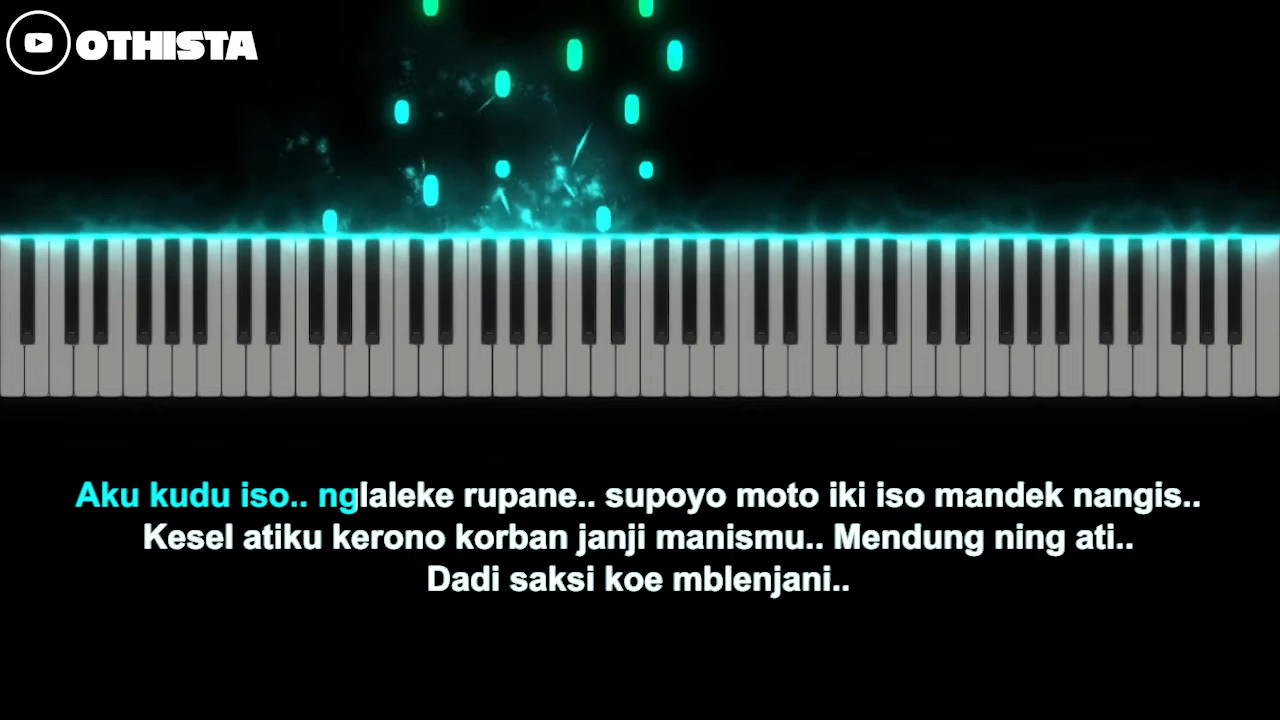 OTHISTA
Aku kudu iso.. nglaleke rupane.. supoyo moto iki iso mandek nangis..
Kesel atiku kerono korban janji manismu.. Mendung ning ati..
Dadi saksi koe mblenjani..